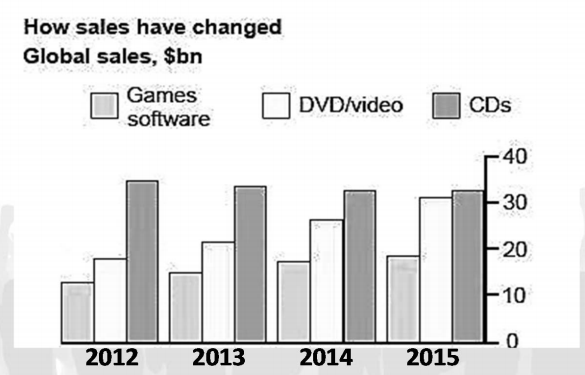 How sales have changed
Global sales, $bn
Games
software
DVD/video
CDs
40
30
20
10
0
2012 2013 2014 2015